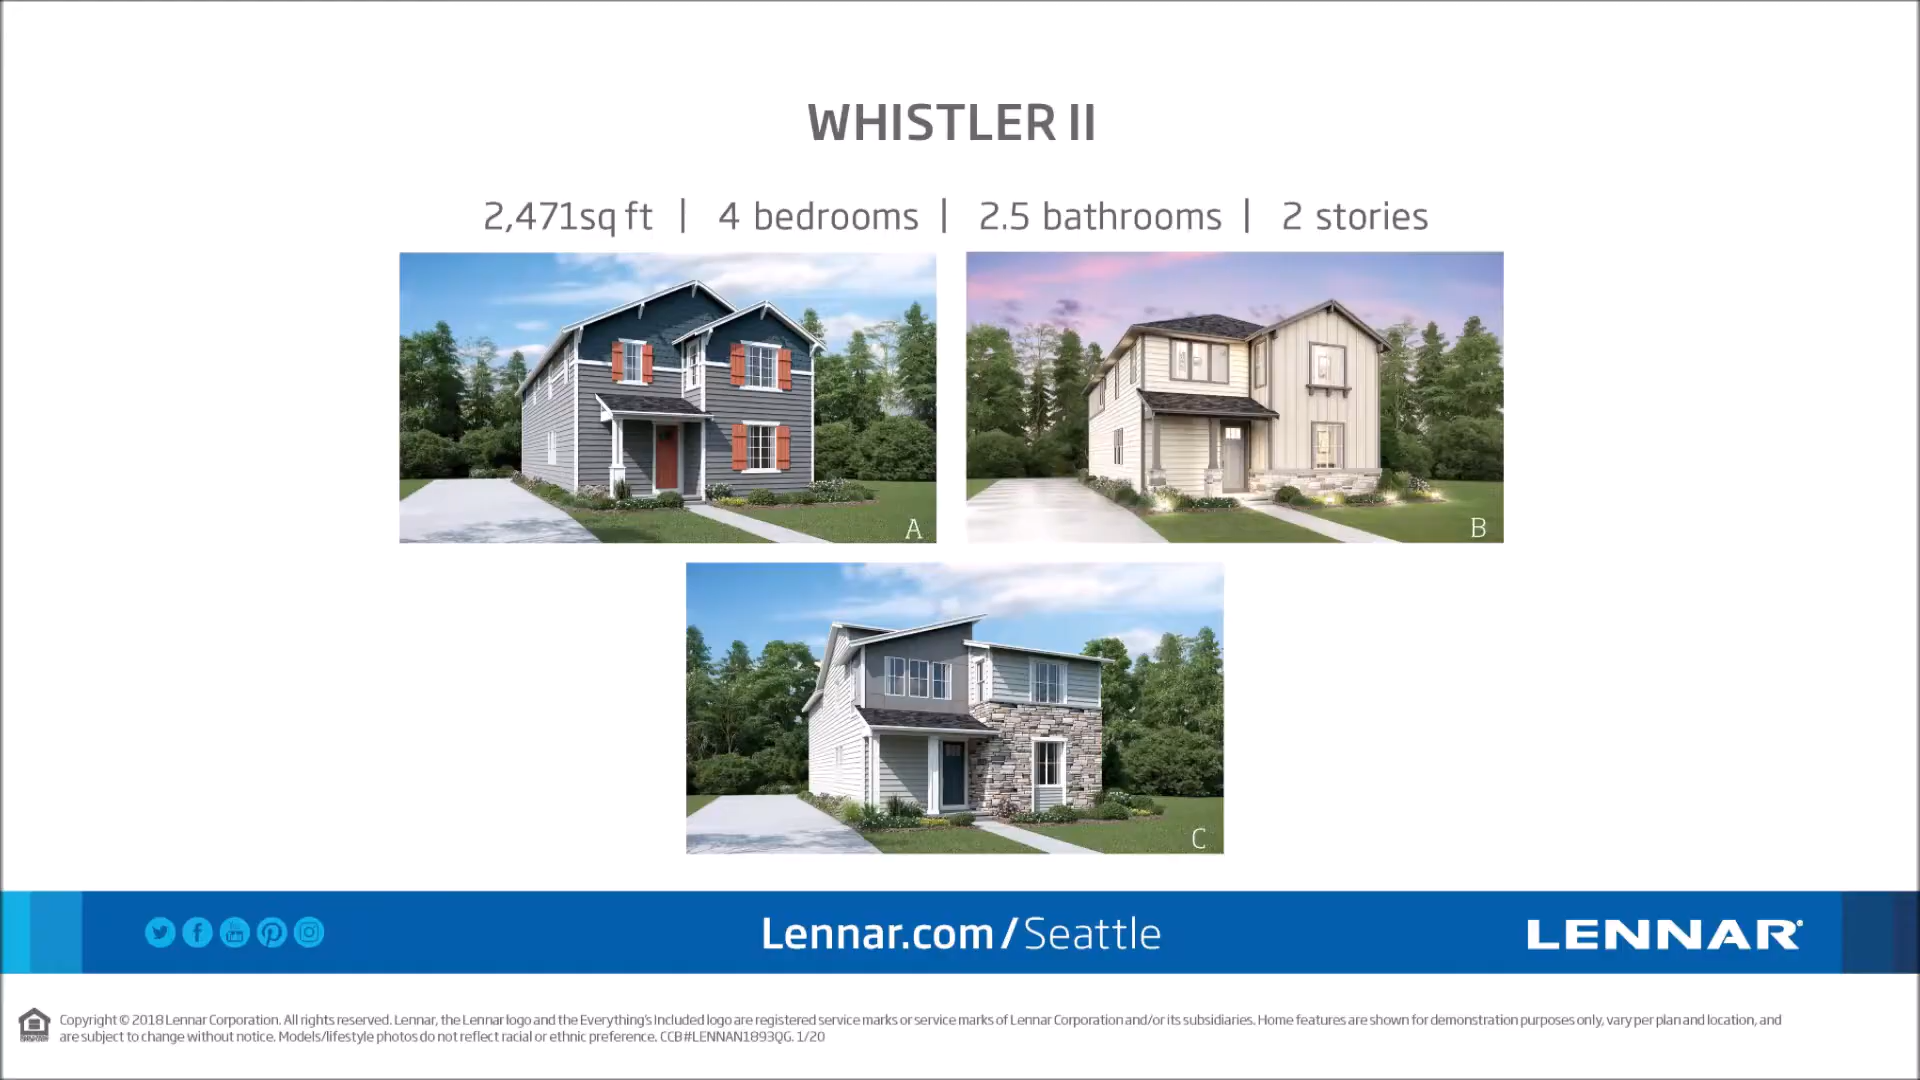 WHISTLER II
2,471sq ft | 4 bedrooms | 2.5 bathrooms | 2 stories
A
B
C
Lennar.com/Seattle
LENNAR
Copyright © 2018 Lennar Corporation. All rights reserved. Lennar, the Lennar logo and the Everything's Included logo are registered service marks or service marks of Lennar Corporation and/or its subsidiaries. Home features are shown for demonstration purposes only, vary per plan and location, and
are subject to change without notice. Models/lifestyle photos do not reflect racial or ethnic preference. CCB#LENNAN1893QG. 1/20